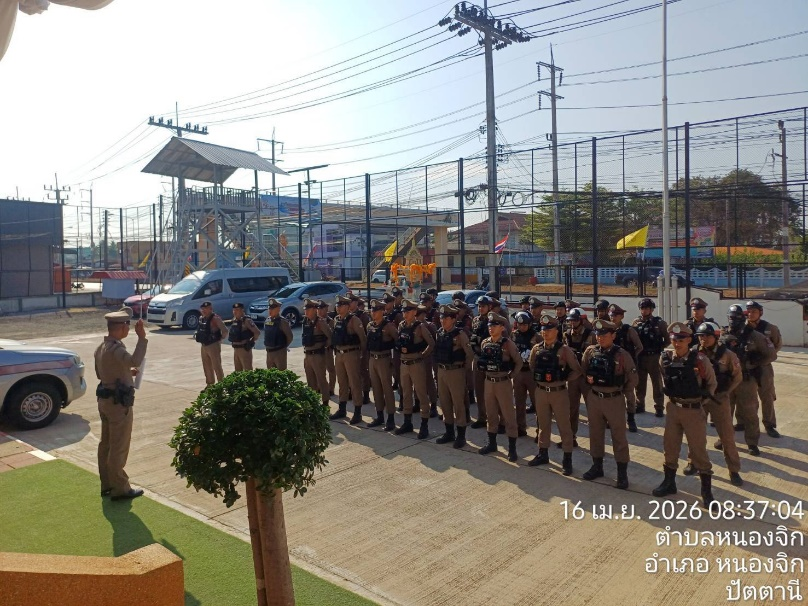 16 เม.ย. 2026 08:37:04
ตำบลหนองจิก
อำเภอ หนองจิก
ปัตตานี